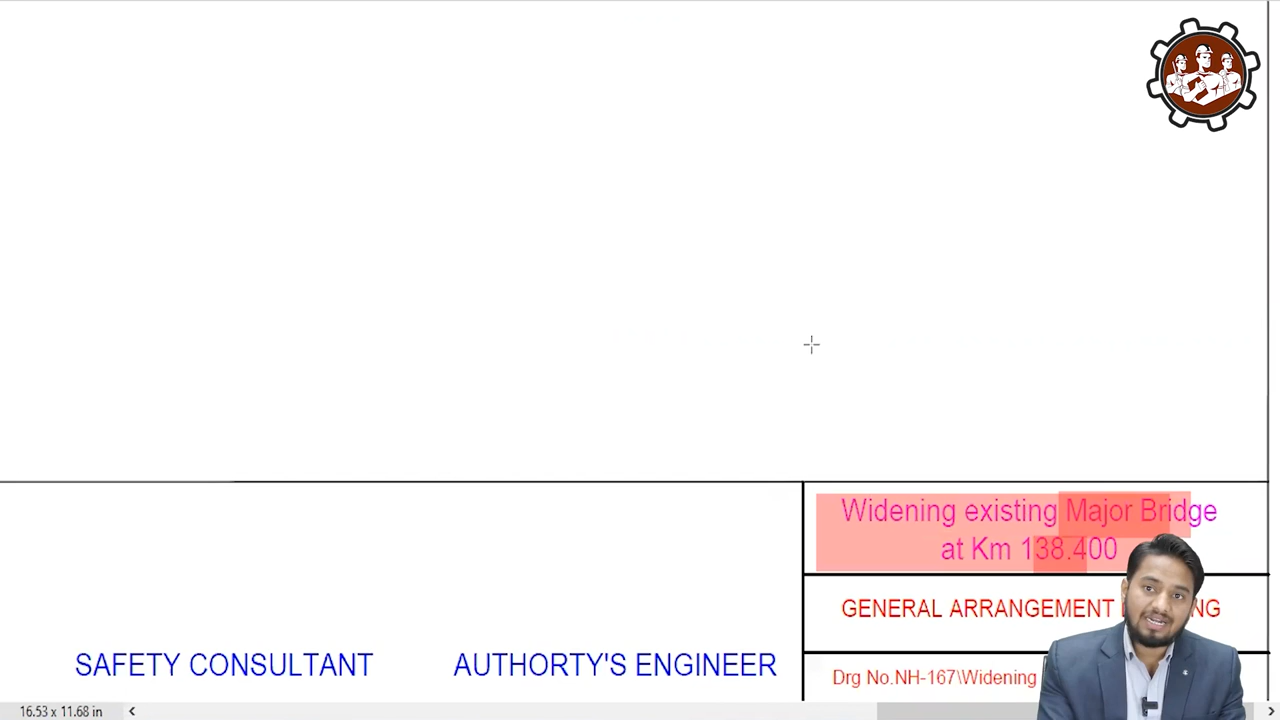 Widening existing Major Bridge
at Km 138.400
GENERAL ARRANGEMENT
SAFETY CONSULTANT
AUTHORTY'S ENGINEER
Drg No.NH-167\Widening
16.53 x 11.68 in